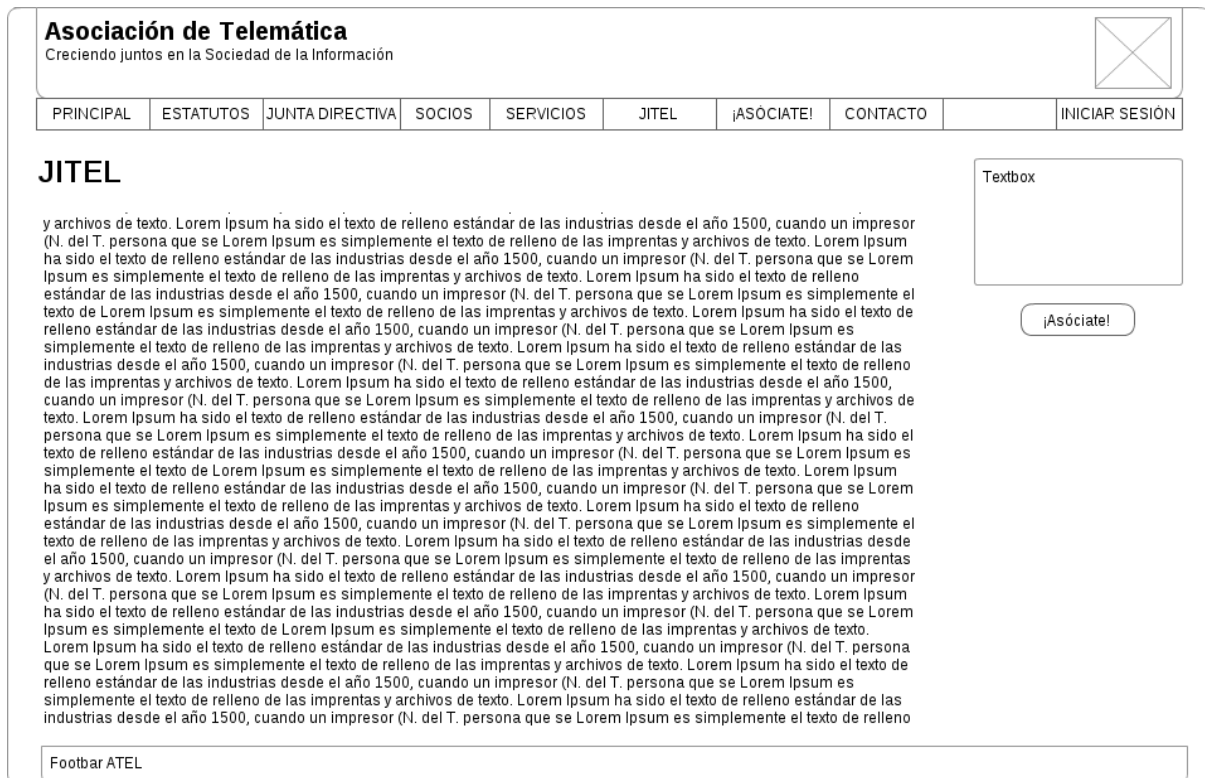 Asociación de Telemática
Creciendo juntos en la Sociedad de la Información
PRINCIPAL ESTATUTOS JUNTA DIRECTIVA SOCIOS SERVICIOS JITEL ¡ASÓCIATE! CONTACTO INICIAR SESIÓN
JITEL
Textbox
¡Asóciate!
y archivos de texto. Lorem Ipsum ha sido el texto de relleno estándar de las industrias desde el año 1500, cuando un impresor
(N. del T. persona que se Lorem Ipsum es simplemente el texto de relleno de las imprentas y archivos de texto. Lorem Ipsum
ha sido el texto de relleno estándar de las industrias desde el año 1500, cuando un impresor (N. del T. persona que se Lorem
Ipsum es simplemente el texto de relleno de las imprentas y archivos de texto. Lorem Ipsum ha sido el texto de relleno
estándar de las industrias desde el año 1500, cuando un impresor (N. del T. persona que se Lorem Ipsum es simplemente el
texto de Lorem Ipsum es simplemente el texto de relleno de las imprentas y archivos de texto. Lorem Ipsum ha sido el texto de
relleno estándar de las industrias desde el año 1500, cuando un impresor (N. del T. persona que se Lorem Ipsum es
simplemente el texto de relleno de las imprentas y archivos de texto. Lorem Ipsum ha sido el texto de relleno estándar de las
industrias desde el año 1500, cuando un impresor (N. del T. persona que se Lorem Ipsum es simplemente el texto de relleno
de las imprentas y archivos de texto. Lorem Ipsum ha sido el texto de relleno estándar de las industrias desde el año 1500,
cuando un impresor (N. del T. persona que se Lorem Ipsum es simplemente el texto de relleno de las imprentas y archivos de
texto. Lorem Ipsum ha sido el texto de relleno estándar de las industrias desde el año 1500, cuando un impresor (N. del T.
persona que se Lorem Ipsum es simplemente el texto de relleno de las imprentas y archivos de texto. Lorem Ipsum ha sido el
texto de relleno estándar de las industrias desde el año 1500, cuando un impresor (N. del T. persona que se Lorem Ipsum es
simplemente el texto de Lorem Ipsum es simplemente el texto de relleno de las imprentas y archivos de texto. Lorem Ipsum
ha sido el texto de relleno estándar de las industrias desde el año 1500, cuando un impresor (N. del T. persona que se Lorem
Ipsum es simplemente el texto de relleno de las imprentas y archivos de texto. Lorem Ipsum ha sido el texto de relleno
estándar de las industrias desde el año 1500, cuando un impresor (N. del T. persona que se Lorem Ipsum es simplemente el
texto de relleno de las imprentas y archivos de texto. Lorem Ipsum ha sido el texto de relleno estándar de las industrias desde
el año 1500, cuando un impresor (N. del T. persona que se Lorem Ipsum es simplemente el texto de relleno de las imprentas
y archivos de texto. Lorem Ipsum ha sido el texto de relleno estándar de las industrias desde el año 1500, cuando un impresor
(N. del T. persona que se Lorem Ipsum es simplemente el texto de relleno de las imprentas y archivos de texto. Lorem Ipsum
ha sido el texto de relleno estándar de las industrias desde el año 1500, cuando un impresor (N. del T. persona que se Lorem
Ipsum es simplemente el texto de Lorem Ipsum es simplemente el texto de relleno de las imprentas y archivos de texto.
Lorem Ipsum ha sido el texto de relleno estándar de las industrias desde el año 1500, cuando un impresor (N. del T. persona
que se Lorem Ipsum es simplemente el texto de relleno de las imprentas y archivos de texto. Lorem Ipsum ha sido el texto de
relleno estándar de las industrias desde el año 1500, cuando un impresor (N. del T. persona que se Lorem Ipsum es
simplemente el texto de relleno de las imprentas y archivos de texto. Lorem Ipsum ha sido el texto de relleno estándar de las
industrias desde el año 1500, cuando un impresor (N. del T. persona que se Lorem Ipsum es simplemente el texto de relleno
Footbar ATEL